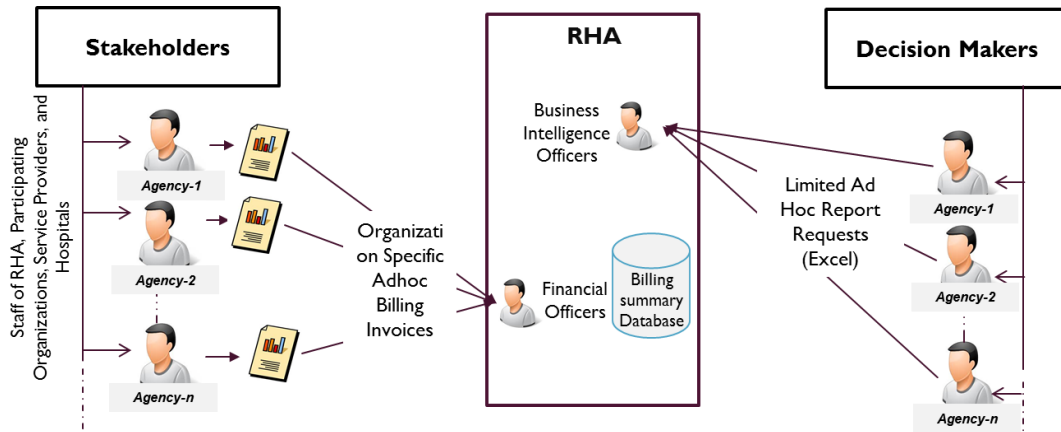 Stakeholders
Staff of RHA, Participating
Organizations, Service Providers, and
Hospitals
Agency-1
Agency-2
Agency-n
Organizati
on Specific
Adhoc
Billing
Invoices
RHA
Business
Intelligence
Officers
Financial
Officers
Billing
summary
Database
Limited Ad
Hoc Report
Requests
(Excel)
Decision Makers
Agency-1
Agency-2
Agency-n